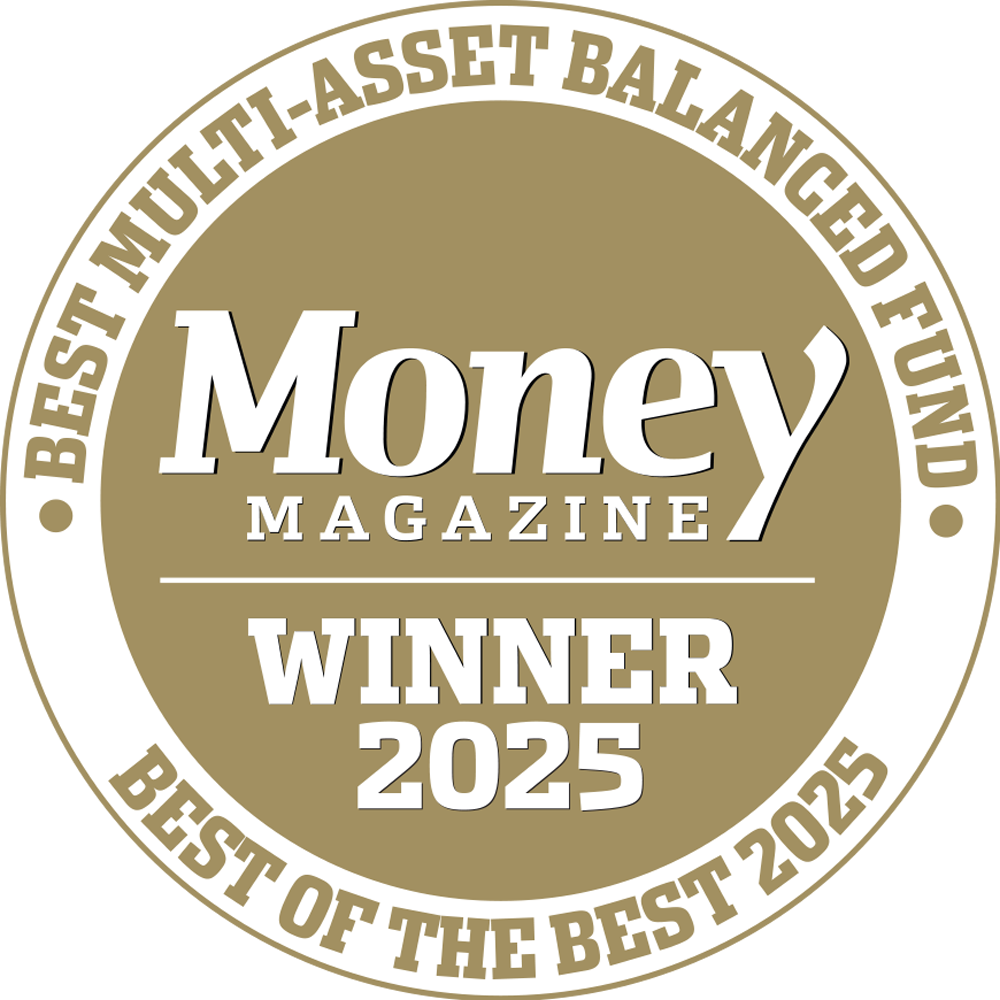 BEST MULTI-ASSET BALANCED FUND
Money
MAGAZINE
WINNER
2025
BEST OF THE BEST 2025